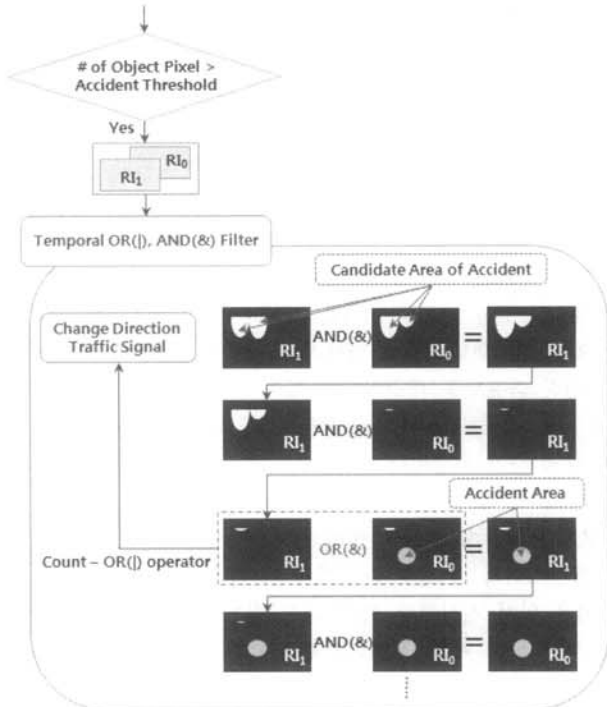 # of Object Pixel >
Accident Threshold
Yes
RI₀
RI₁
Temporal OR(|), AND(&) Filter
Candidate Area of Accident
Change Direction
Traffic Signal
RI₁ AND(&) RI₀ = RI₁
RI₁ AND(&) RI₀ = RI₁
Accident Area
RI₁ OR(&) RI₀ = RI₁
Count – OR(|) operator
RI₁ AND(&) RI₀ = RI₀